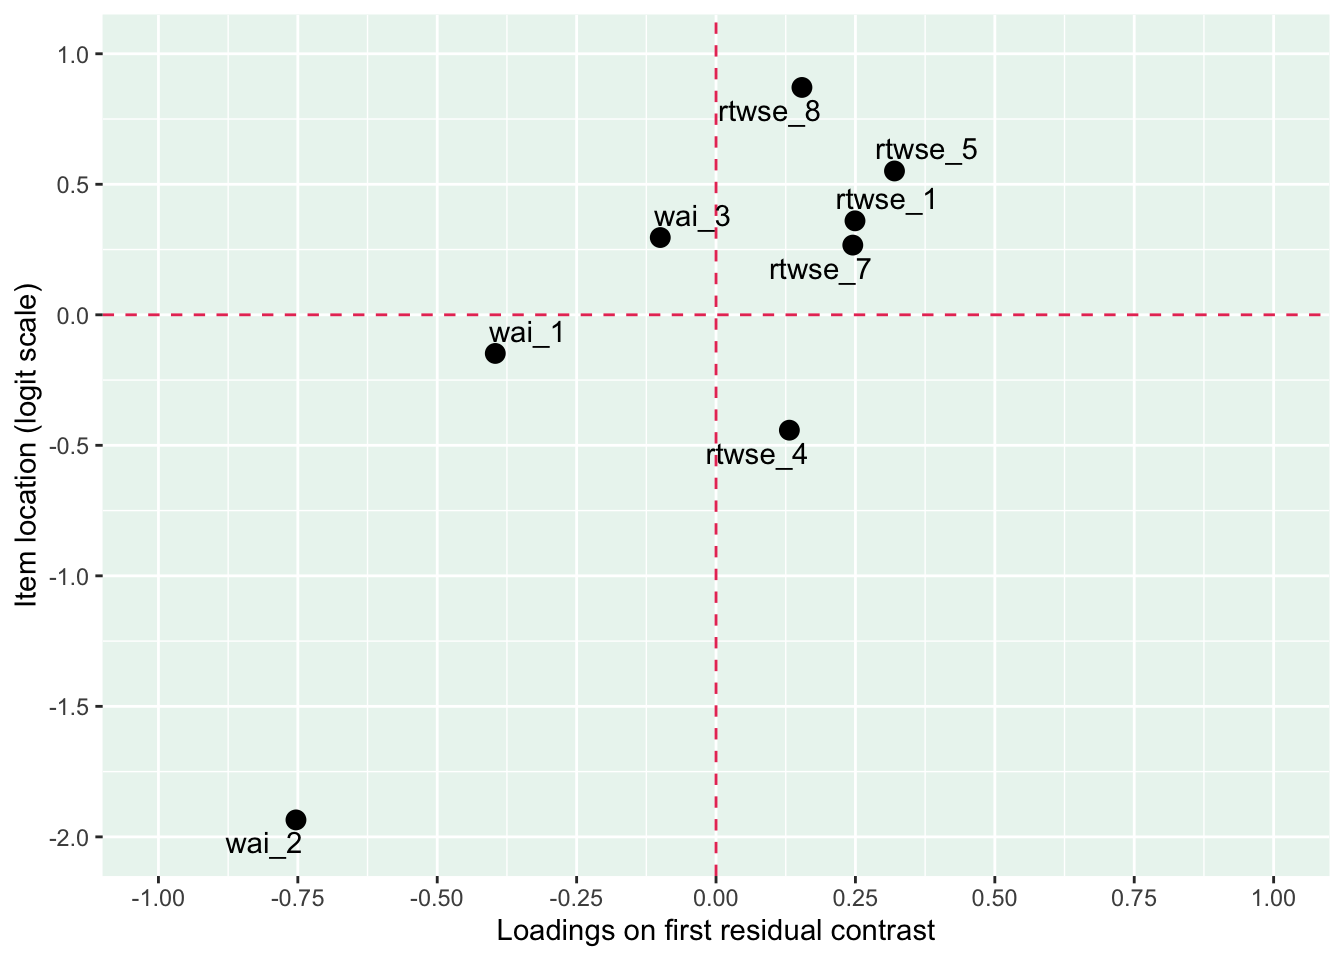 1.0
rtwse_8
rtwse_5
0.5
rtwse_1
wai_3
rtwse_7
0.0
wai_1
-0.5
rtwse_4
-1.0
-1.5
-2.0
wai_2
Item location (logit scale)
-1.00 -0.75 -0.50 -0.25 0.00 0.25 0.50 0.75 1.00
Loadings on first residual contrast